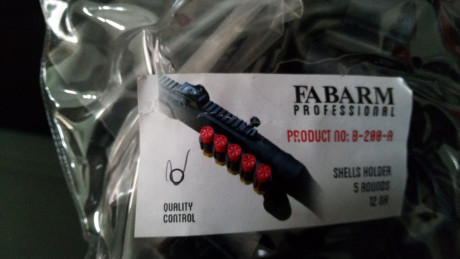 FABARM
PROFESSIONAL
PRODUCT no: 8-200-A
SHELLS HOLDER
5 ROUNDS
12 GA
QUALITY
CONTROL